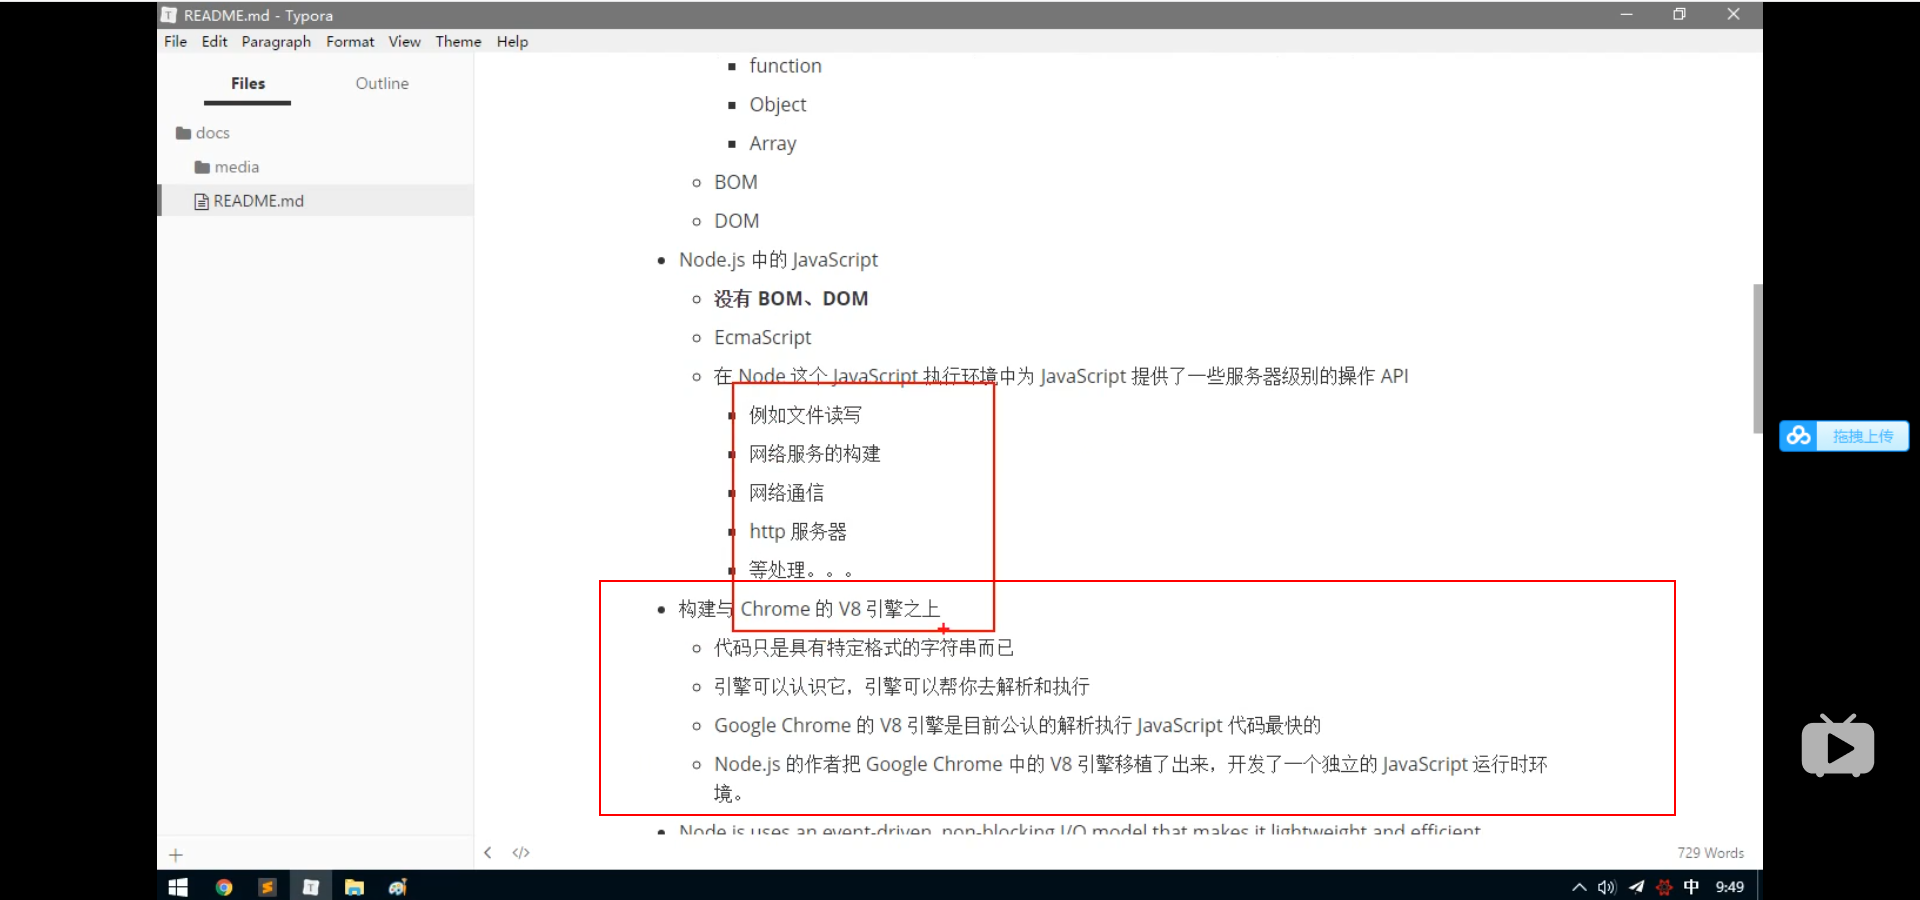 README.md - Typora
File Edit Paragraph Format View Theme Help
Files Outline
docs
media
README.md
function
Object
Array
BOM
DOM
Node.js 中的 JavaScript
没有 BOM、DOM
EcmaScript
在 Node 这个 JavaScript 执行环境中为 JavaScript 提供了一些服务器级别的操作 API
例如文件读写
网络服务的构建
网络通信
http 服务器
等处理。。。
构建与 Chrome 的 V8 引擎之上
代码只是具有特定格式的字符串而已
引擎可以认识它，引擎可以帮你去解析和执行
Google Chrome 的 V8 引擎是目前公认的解析执行 JavaScript 代码最快的
Node.js 的作者把 Google Chrome 中的 V8 引擎移植了出来，开发了一个独立的 JavaScript 运行时环
境。
Node.js uses an event-driven, non-blocking I/O model that makes it lightweight and efficient
729 Words
拖拽上传
中 9:49